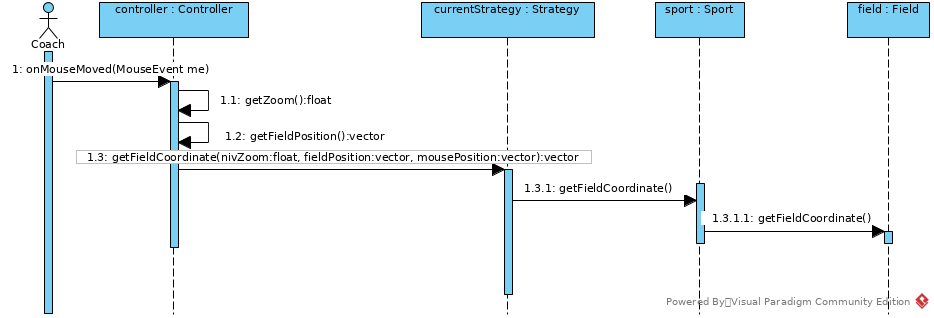 controller : Controller
currentStrategy : Strategy
sport : Sport
field : Field
Coach
1: onMouseMoved(MouseEvent me)
1.1: getZoom():float
1.2: getFieldPosition():vector
1.3: getFieldCoordinate(nivZoom:float, fieldPosition:vector, mousePosition:vector):vector
1.3.1: getFieldCoordinate()
1.3.1.1: getFieldCoordinate()
Powered By Visual Paradigm Community Edition